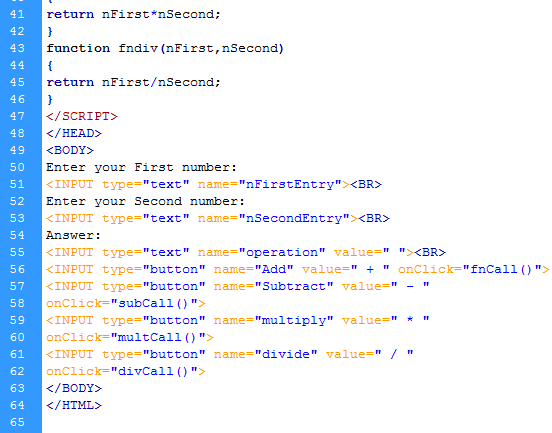 41 return nFirst*nSecond;
42 }
43 function fndiv(nFirst,nSecond)
44 {
45 return nFirst/nSecond;
46 }
47 </SCRIPT>
48 </HEAD>
49 <BODY>
50 Enter your First number:
51 <INPUT type="text" name="nFirstEntry"><BR>
52 Enter your Second number:
53 <INPUT type="text" name="nSecondEntry"><BR>
54 Answer:
55 <INPUT type="text" name="operation" value=" "><BR>
56 <INPUT type="button" name="Add" value=" + " onClick="fnCall()">
57 <INPUT type="button" name="Subtract" value=" - "
58 onClick="subCall()">
59 <INPUT type="button" name="multiply" value=" * "
60 onClick="multCall()">
61 <INPUT type="button" name="divide" value=" / "
62 onClick="divCall()">
63 </BODY>
64 </HTML>
65